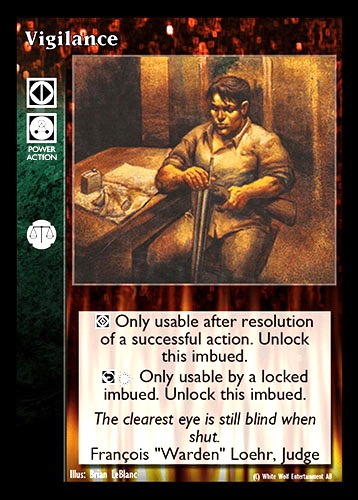 Vigilance
POWER
ACTION
Only usable after resolution
of a successful action. Unlock
this imbued.
Only usable by a locked
imbued. Unlock this imbued.
The clearest eye is still blind when
shut.
François "Warden" Loehr, Judge
Illus: Brian LeBlanc
(C) White Wolf Entertainment AB